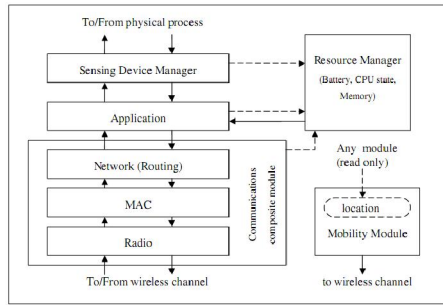 To/From physical process
Sensing Device Manager
Application
Network (Routing)
MAC
Radio
Communications
composite module
To/From wireless channel
Resource Manager
(Battery, CPU state,
Memory)
Any module
(read only)
location
Mobility Module
to wireless channel